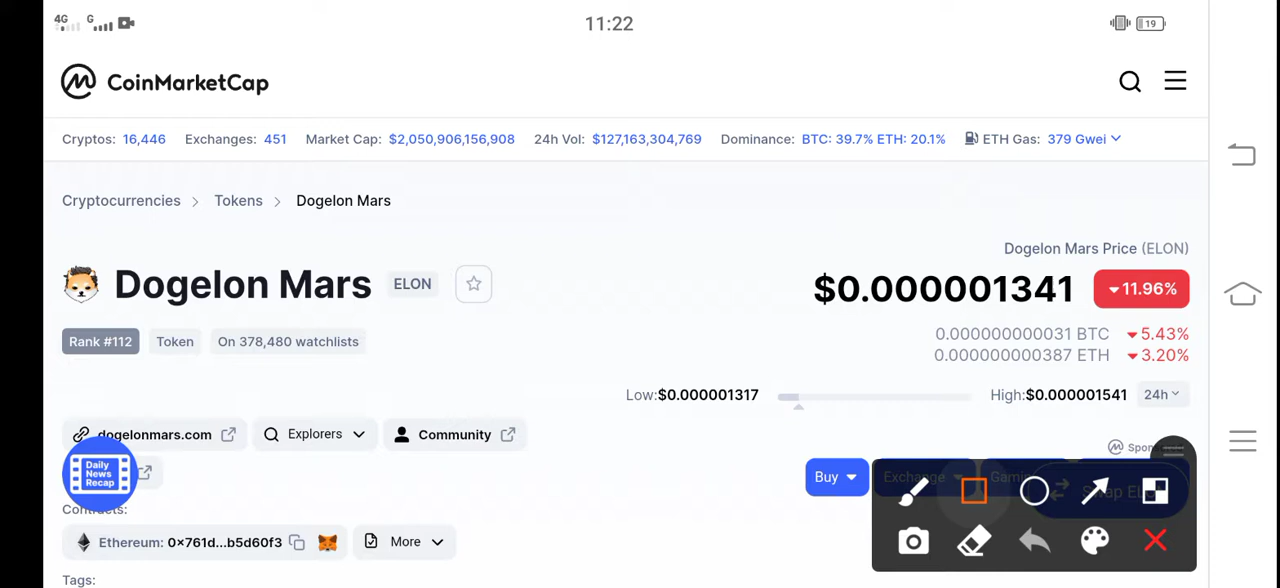 4G G 11:22 19
CoinMarketCap
Cryptos: 16,446 Exchanges: 451 Market Cap: $2,050,906,156,908 24h Vol: $127,163,304,769 Dominance: BTC: 39.7% ETH: 20.1% ETH Gas: 379 Gwei
Cryptocurrencies > Tokens > Dogelon Mars
Dogelon Mars Price (ELON)
Dogelon Mars ELON $0.000001341 11.96%
Rank #112 Token On 378,480 watchlists 0.000000000031 BTC 5.43%
0.000000000387 ETH 3.20%
Low:$0.000001317 High:$0.000001541 24h
dogelonmars.com Explorers Community
Daily
News
Recap
Buy Exchange
Contracts:
Ethereum: 0x761d...b5d60f3 More
Tags: